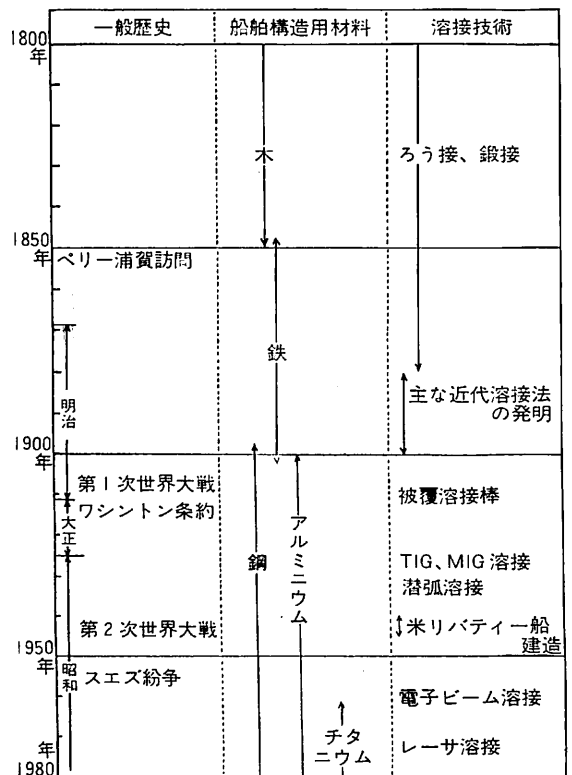 一般歴史
船舶構造用材料
溶接技術
1800
年
木
ろう接、鍛接
1850
年
ペリー浦賀訪問
鉄
主な近代溶接法
の発明
明治
1900
年
第1次世界大戦
ワシントン条約
被覆溶接棒
大正
鋼
アルミニウム
TIG、MIG溶接
潜弧溶接
第2次世界大戦
米リバティー船
建造
1950
年
昭和
スエズ紛争
電子ビーム溶接
チタ
ニウム
レーサ溶接
年
1980